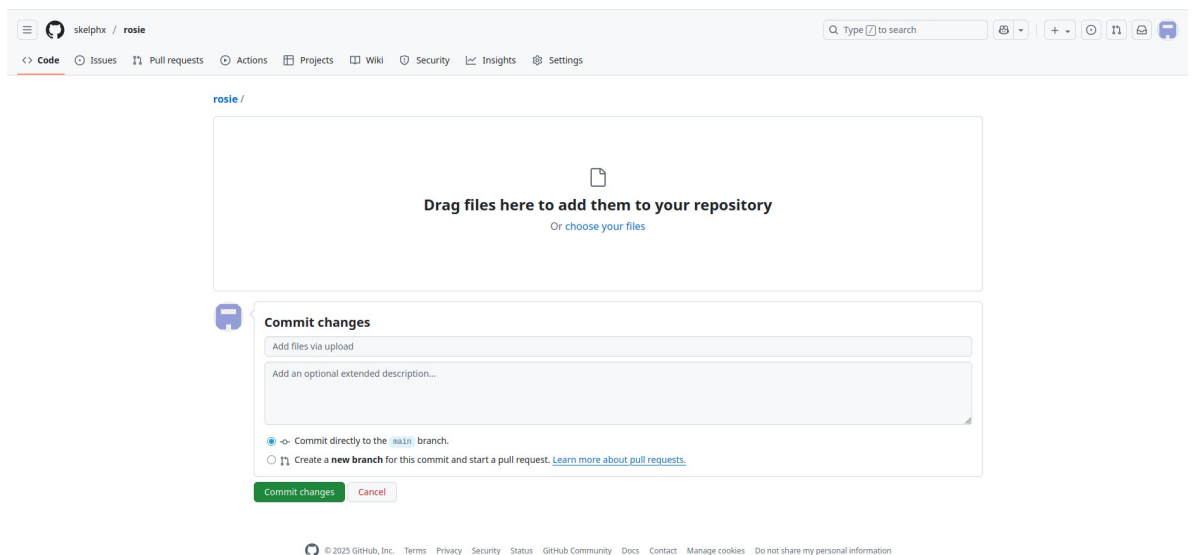 skelphx / rosie
Type / to search
Code Issues Pull requests Actions Projects Wiki Security Insights Settings
rosie /
Drag files here to add them to your repository
Or choose your files
Commit changes
Add files via upload
Add an optional extended description...
Commit directly to the main branch.
Create a new branch for this commit and start a pull request. Learn more about pull requests.
Commit changes Cancel
© 2025 GitHub, Inc. Terms Privacy Security Status GitHub Community Docs Contact Manage cookies Do not share my personal information